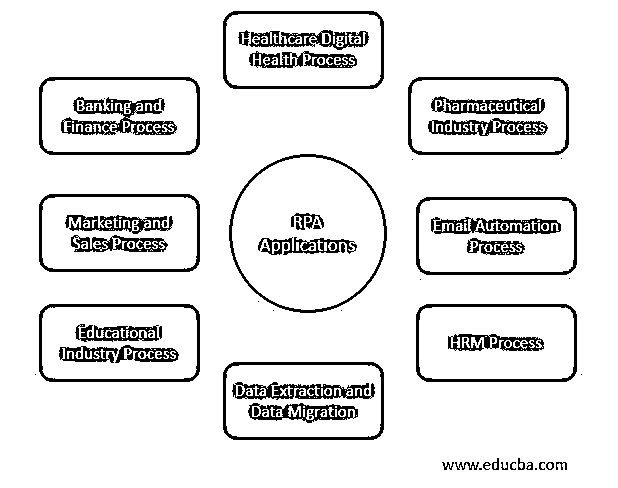 Healthcare Digital
Health Process
Banking and
Finance Process
Pharmaceutical
Industry Process
Marketing and
Sales Process
RPA
Applications
Email Automation
Process
Educational
Industry Process
HRM Process
Data Extraction and
Data Migration
www.educba.com